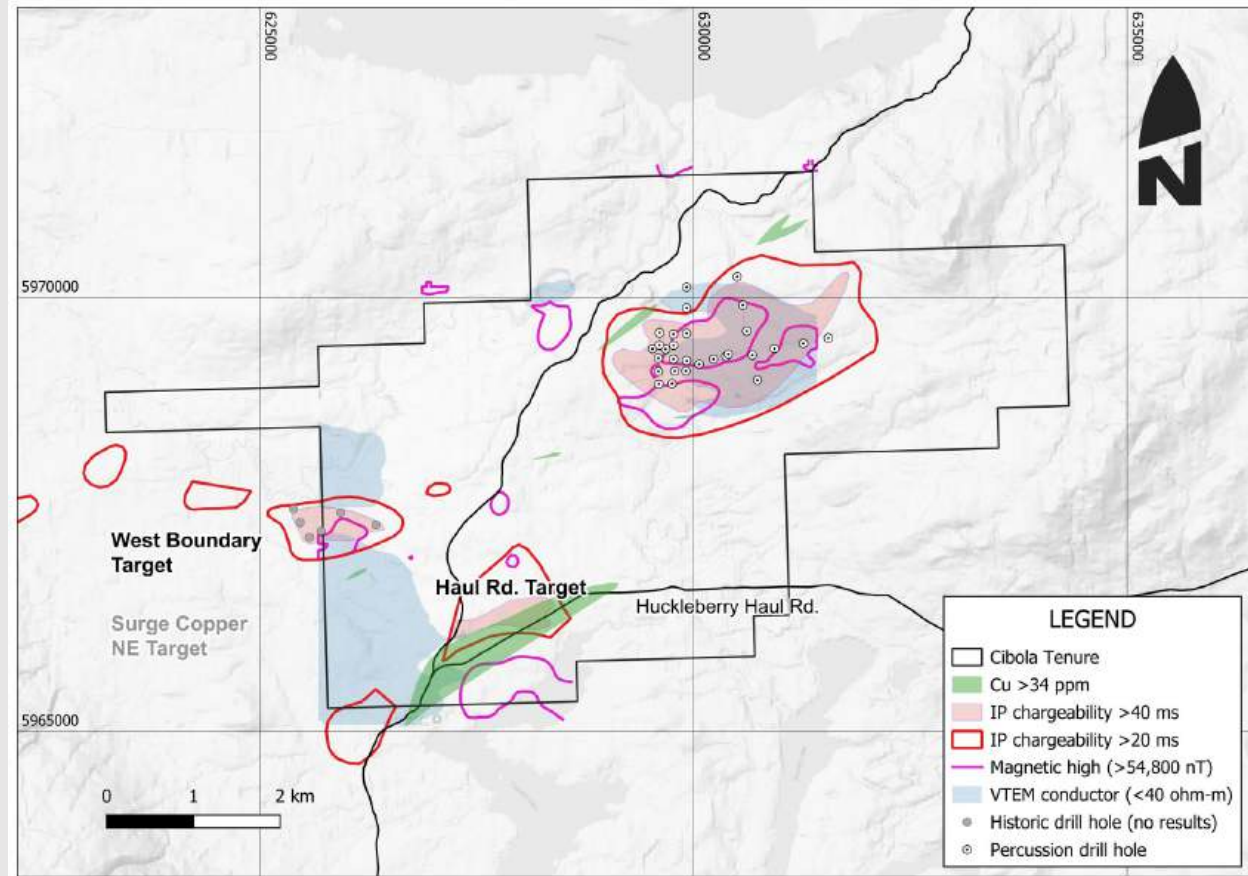 625000
630000
635000
N
5970000
West Boundary
Target
Haul Rd. Target
Surge Copper
NE Target
Huckleberry Haul Rd.
5965000
0 1 2 km
LEGEND
Cibola Tenure
Cu >34 ppm
IP chargeability >40 ms
IP chargeability >20 ms
Magnetic high (>54,800 nT)
VTEM conductor (<40 ohm-m)
Historic drill hole (no results)
Percussion drill hole